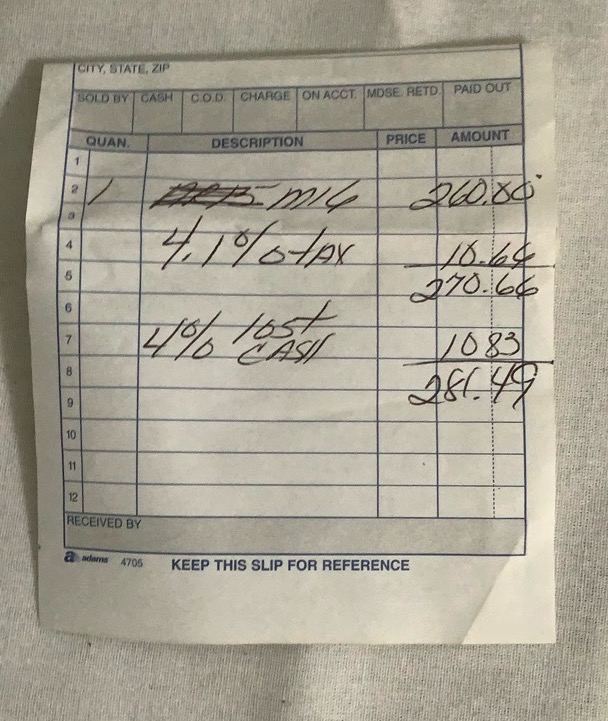 CITY, STATE, ZIP
SOLD BY CASH C.O.D. CHARGE ON ACCT. MDSE. RETD. PAID OUT
QUAN. DESCRIPTION PRICE AMOUNT
1
2 1 MIG 260.00
3
4 4.1% TAX 10.66
5 270.66
6
7 4% lost CASH 10 83
8
9 281.49
10
11
12
RECEIVED BY
a adams 4705 KEEP THIS SLIP FOR REFERENCE